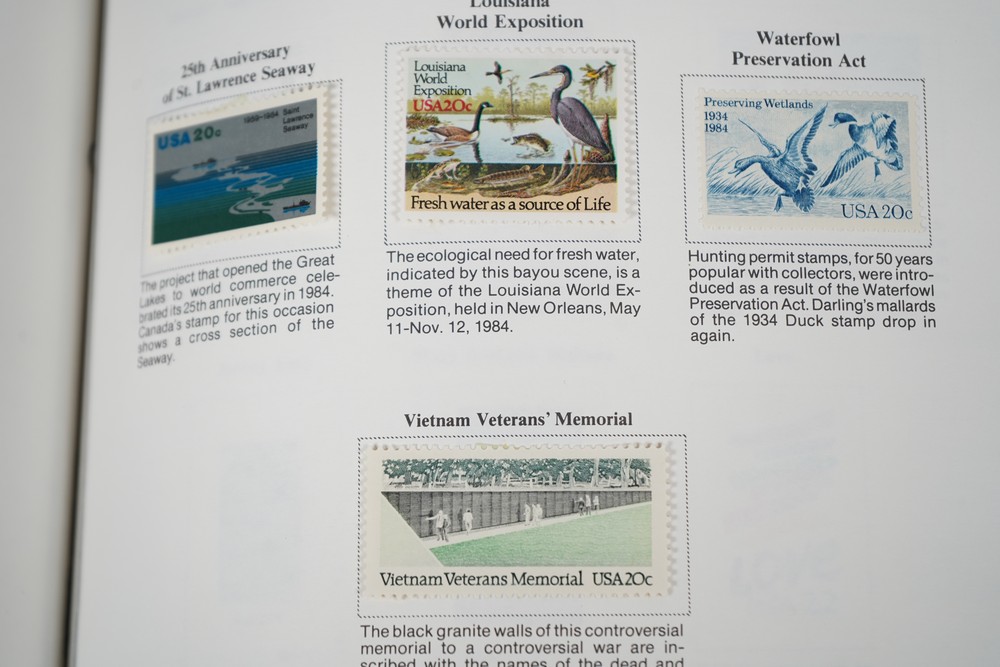 25th Anniversary
of St. Lawrence Seaway
USA 20c
1959-1984 Saint
Lawrence
Seaway
The project that opened the Great
Lakes to world commerce cele-
brated its 25th anniversary in 1984.
Canada's stamp for this occasion
shows a cross section of the
Seaway.
Louisiana
World Exposition
Louisiana
World
Exposition
USA20c
Fresh water as a source of Life
The ecological need for fresh water,
indicated by this bayou scene, is a
theme of the Louisiana World Ex-
position, held in New Orleans, May
11-Nov. 12, 1984.
Waterfowl
Preservation Act
Preserving Wetlands
1934
1984
USA 20c
Hunting permit stamps, for 50 years
popular with collectors, were intro-
duced as a result of the Waterfowl
Preservation Act. Darling's mallards
of the 1934 Duck stamp drop in
again.
Vietnam Veterans' Memorial
Vietnam Veterans Memorial USA 20c
The black granite walls of this controversial
memorial to a controversial war are in-
scribed with the names of the dead and